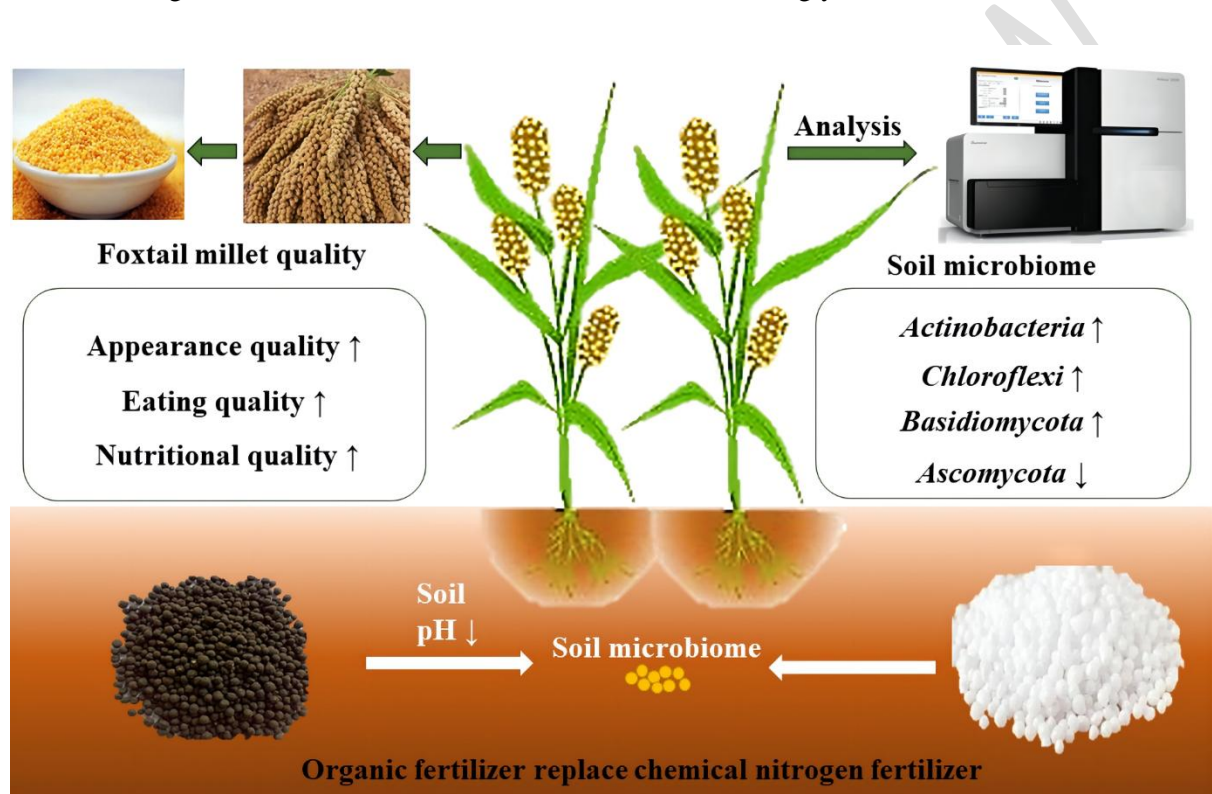 Analysis
Foxtail millet quality
Soil microbiome
Appearance quality ↑
Eating quality ↑
Nutritional quality ↑
Actinobacteria ↑
Chloroflexi ↑
Basidiomycota ↑
Ascomycota ↓
Soil
pH ↓
Soil microbiome
Organic fertilizer replace chemical nitrogen fertilizer